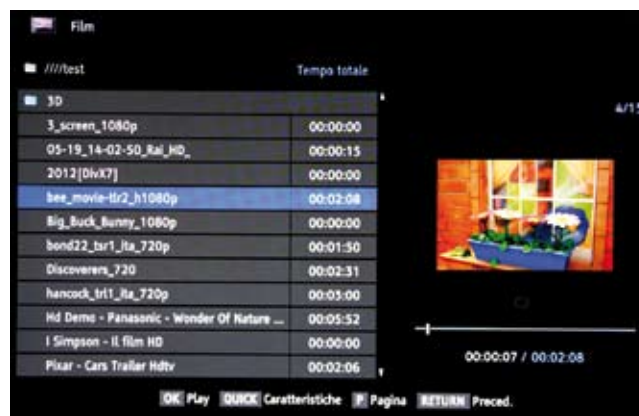 Film
////test Tempo totale
3D
4/15
3_screen_1080p 00:00:00
05-19_14-02-50_Rai_HD_ 00:00:15
2012[DivX7] 00:00:00
bee_movie-tlr2_h1080p 00:02:08
Big_Buck_Bunny_1080p 00:00:00
bond22_tsr1_ita_720p 00:01:50
Discoverers_720 00:02:31
hancock_trl1_ita_720p 00:03:00
Hd Demo - Panasonic - Wonder Of Nature ... 00:05:52
I Simpson - Il film HD 00:00:00
Pixar - Cars Trailer Hdtv 00:02:06
00:00:07 / 00:02:08
OK Play QUICK Caratteristiche P Pagina RETURN Preced.